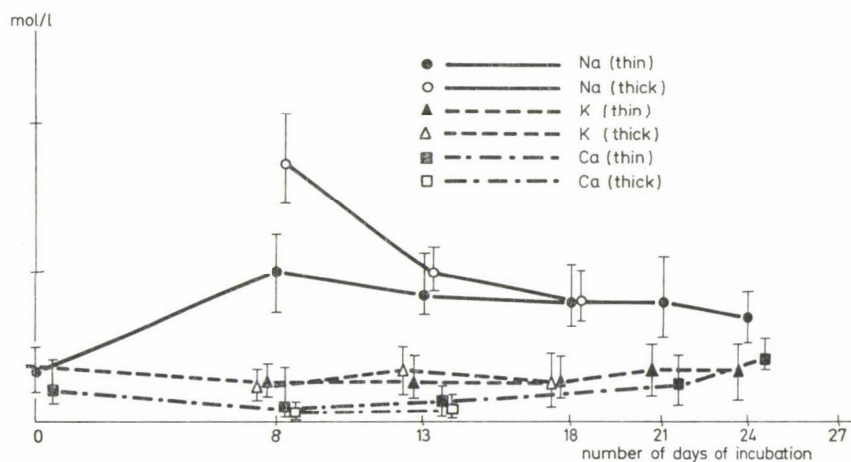 mol/l
Na (thin)
Na (thick)
K (thin)
K (thick)
Ca (thin)
Ca (thick)
0 8 13 18 21 24 27
number of days of incubation